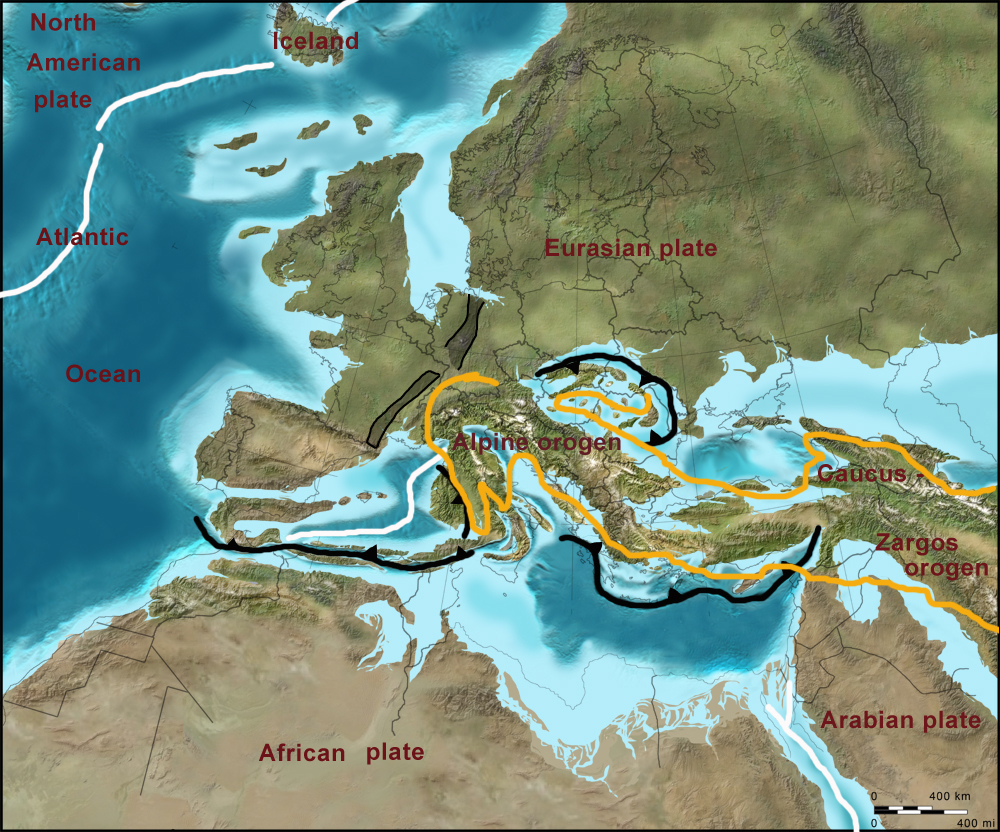 North
American
plate
Iceland
Atlantic
Eurasian plate
Ocean
Alpine orogen
Caucus -
Zargos
orogen
Arabian plate
African plate
0 400 km
0 400 mi